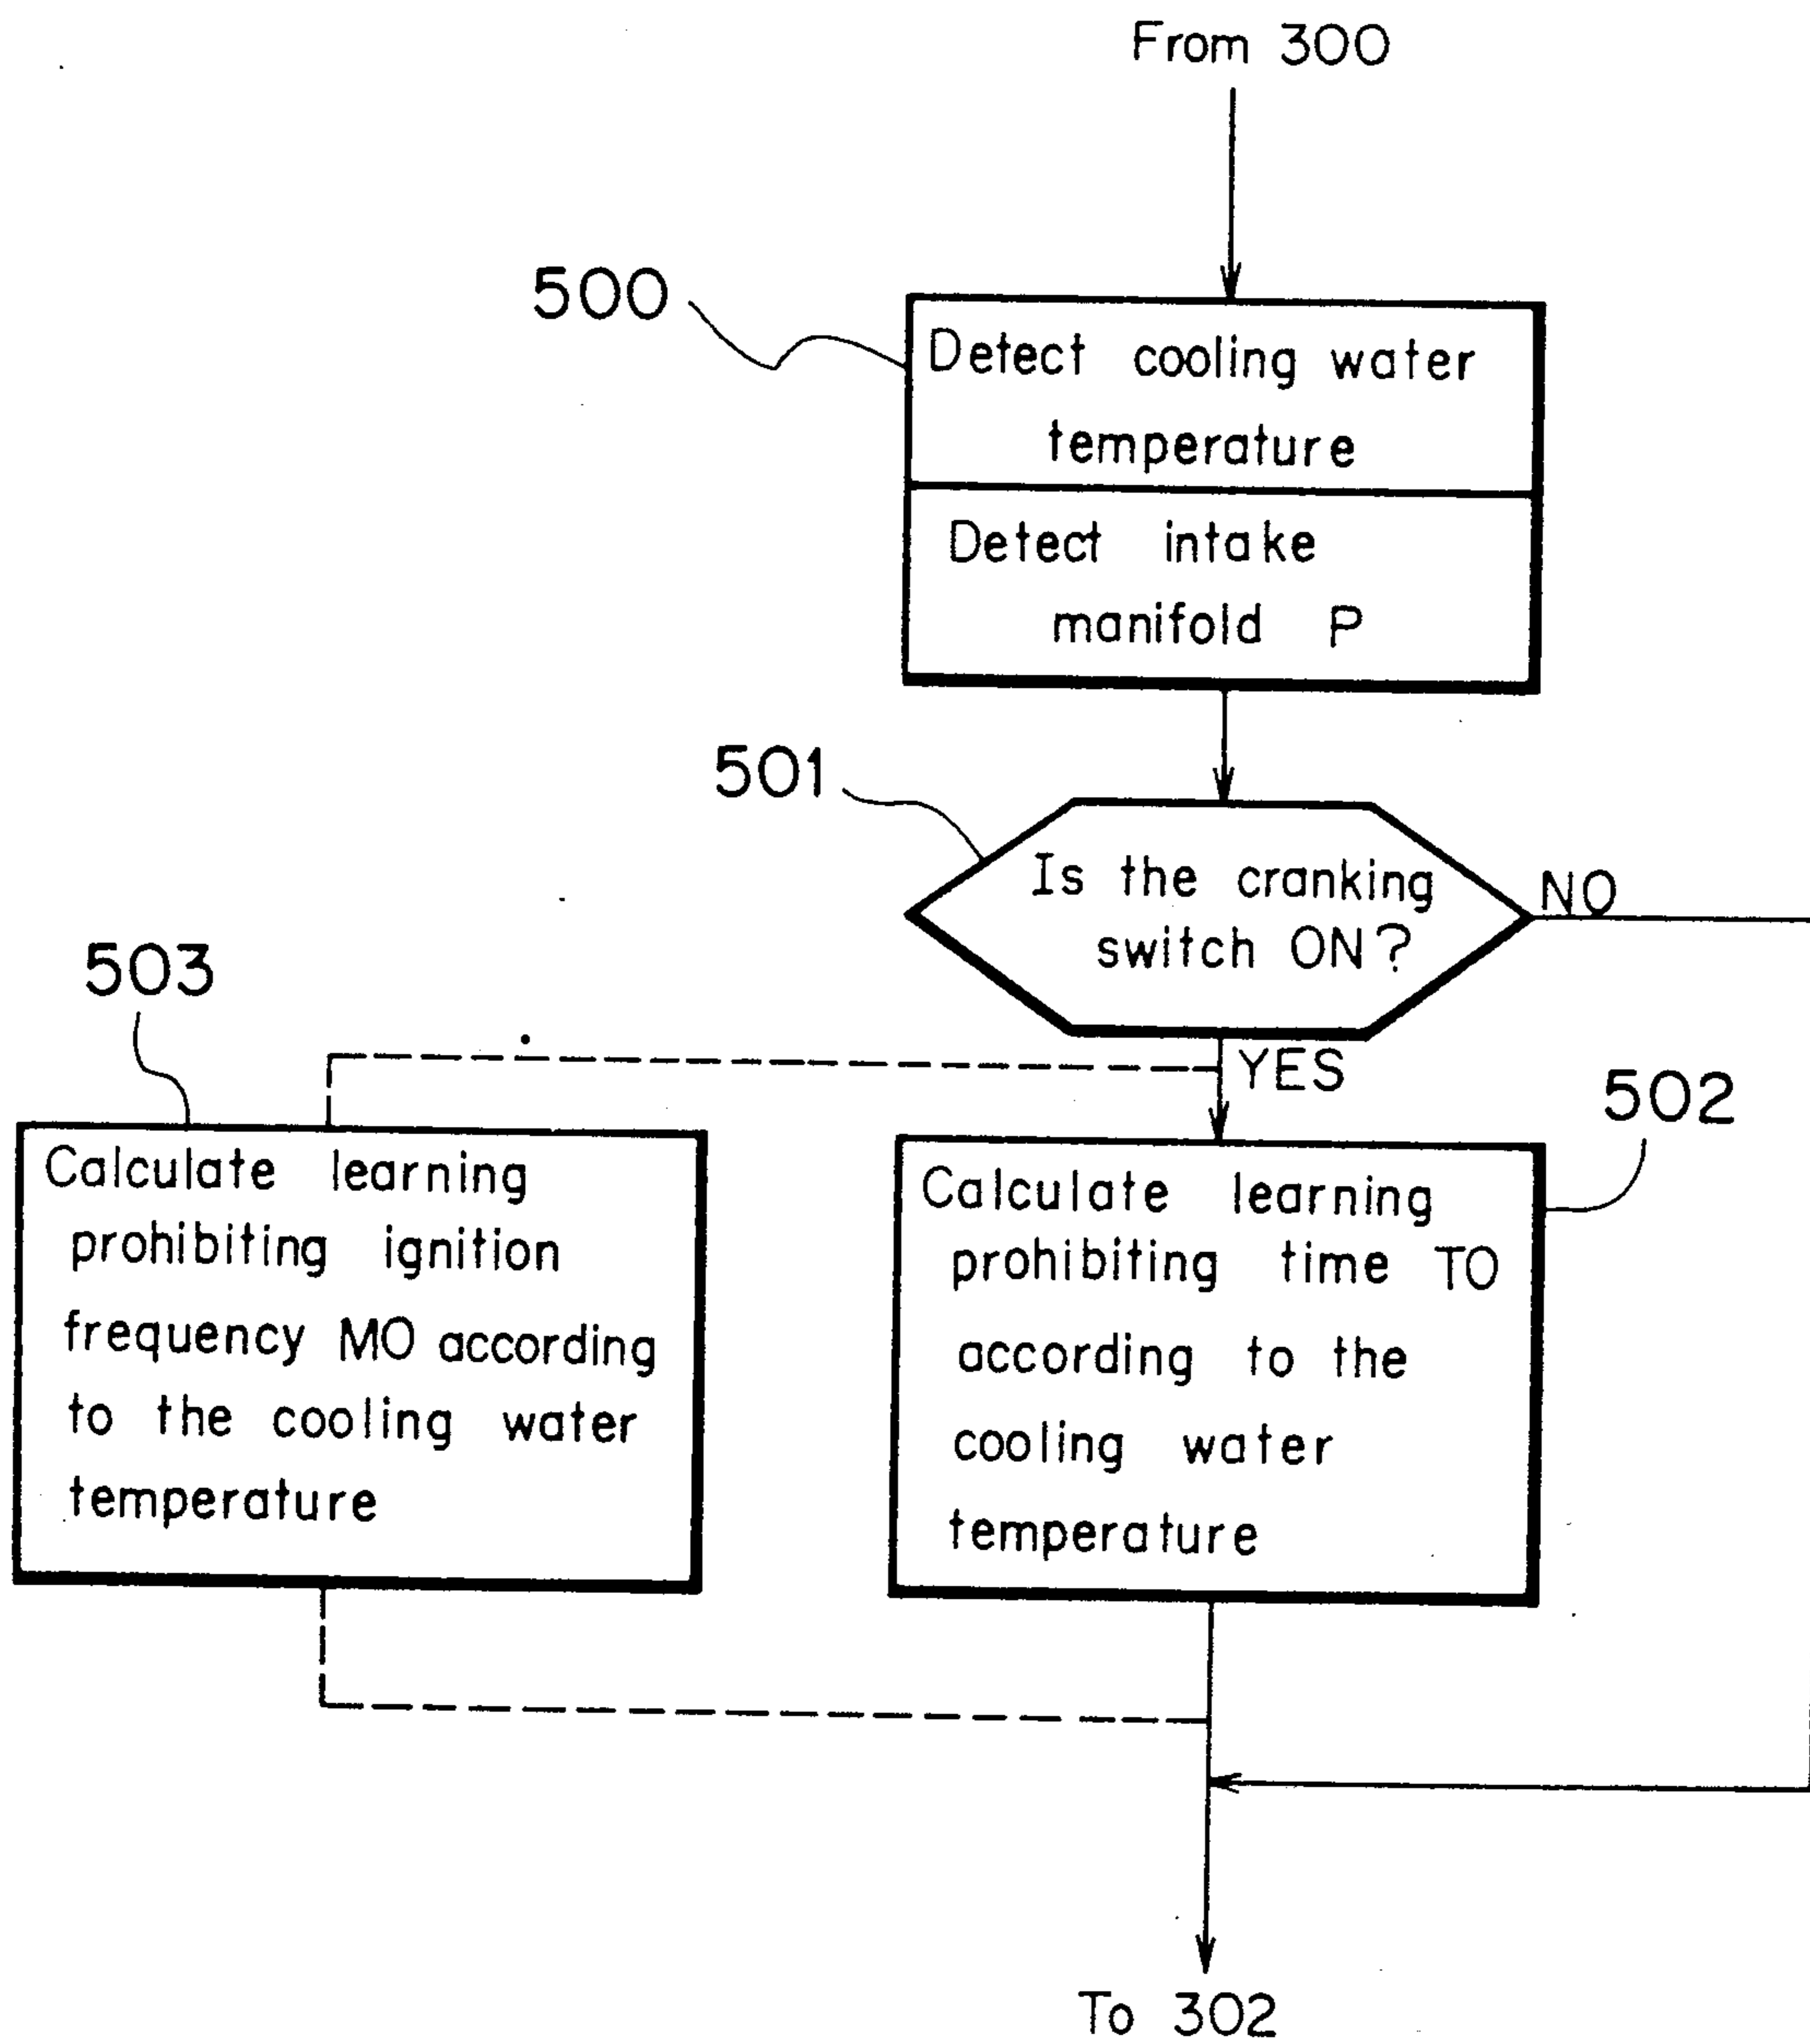 From 300
500
Detect cooling water
temperature
Detect intake
manifold P
501
Is the cranking
switch ON?
NO
YES
503
Calculate learning
prohibiting ignition
frequency MO according
to the cooling water
temperature
502
Calculate learning
prohibiting time TO
according to the
cooling water
temperature
To 302